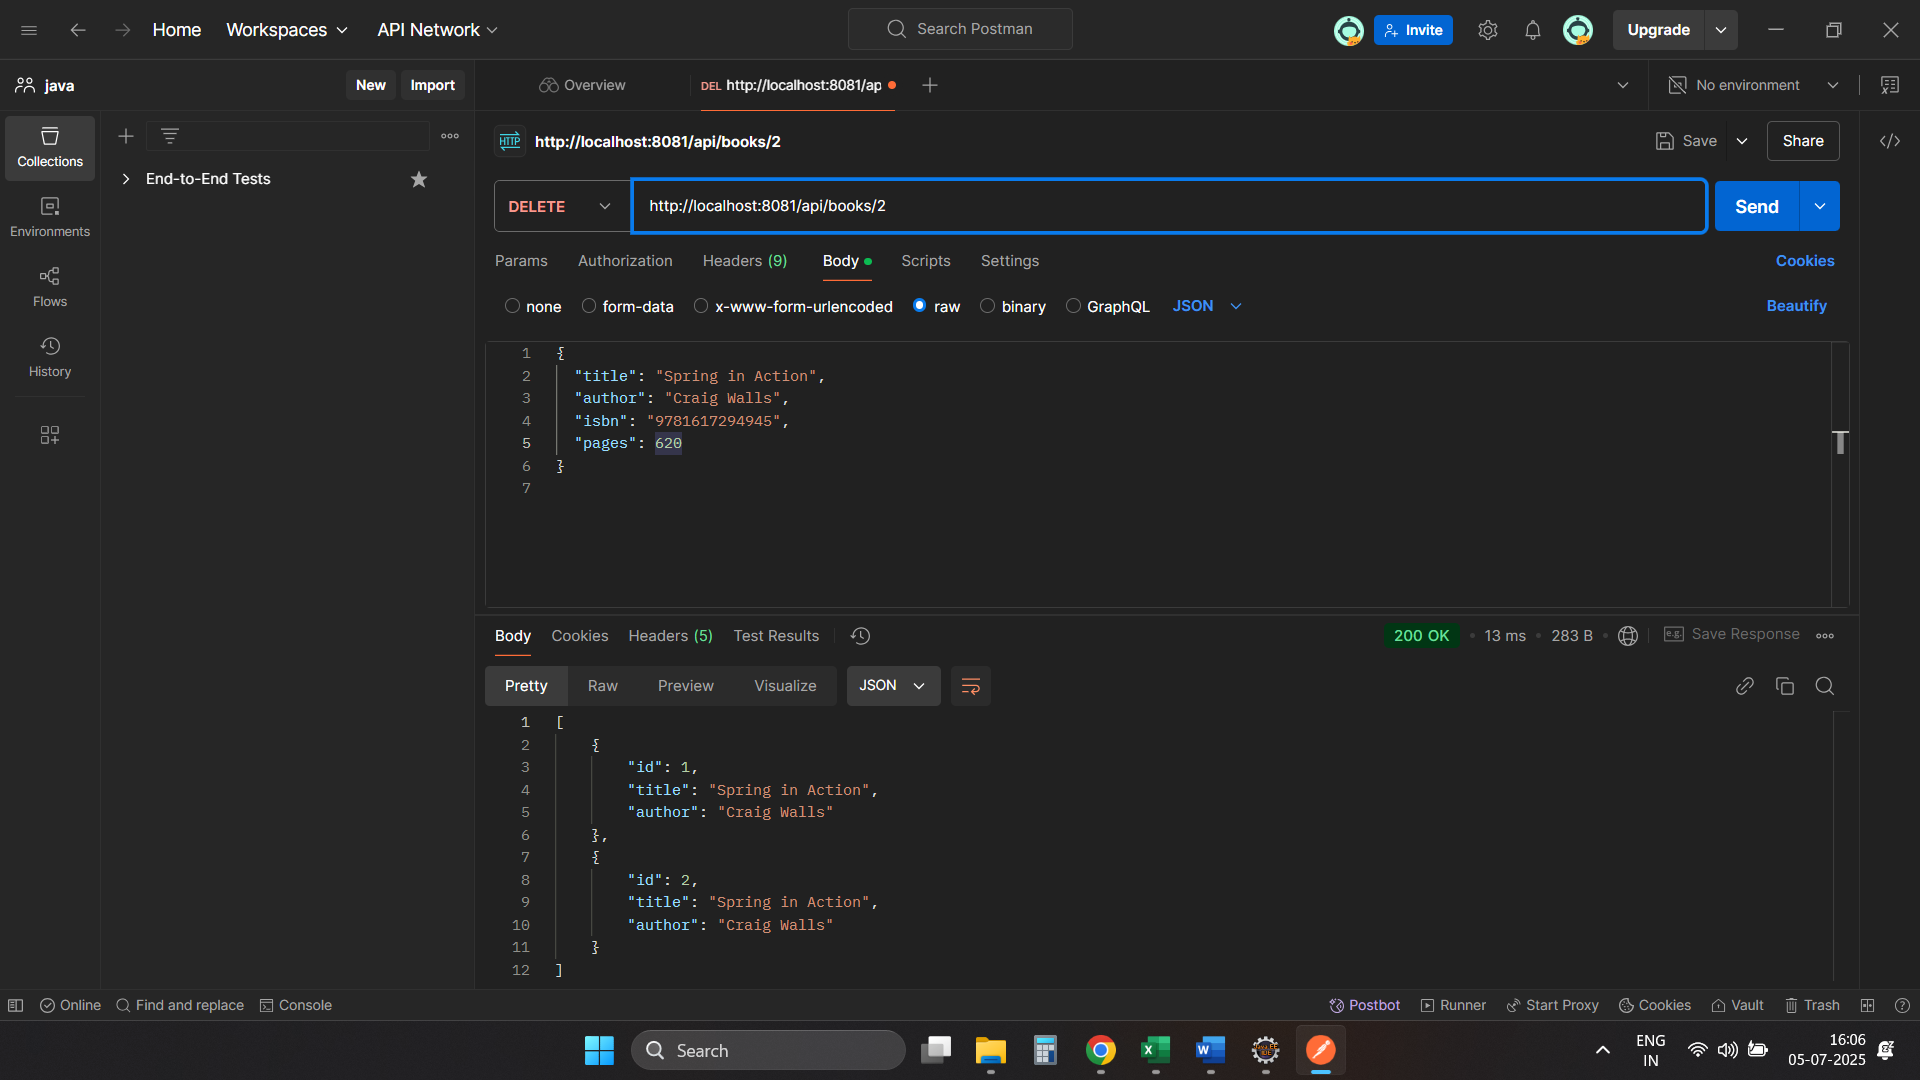 Home
Workspaces
API Network
Search Postman
Invite
Upgrade
java
New
Import
Overview
DEL http://localhost:8081/ap
No environment
Collections
Environments
Flows
History
End-to-End Tests
HTTP
http://localhost:8081/api/books/2
Save
Share
DELETE
http://localhost:8081/api/books/2
Send
Params
Authorization
Headers (9)
Body
Scripts
Settings
Cookies
none
form-data
x-www-form-urlencoded
raw
binary
GraphQL
JSON
Beautify
1 {
2 "title": "Spring in Action",
3 "author": "Craig Walls",
4 "isbn": "9781617294945",
5 "pages": 620
6 }
7
Body
Cookies
Headers (5)
Test Results
200 OK
13 ms
283 B
e.g. Save Response
Pretty
Raw
Preview
Visualize
JSON
1 [
2 {
3 "id": 1,
4 "title": "Spring in Action",
5 "author": "Craig Walls"
6 },
7 {
8 "id": 2,
9 "title": "Spring in Action",
10 "author": "Craig Walls"
11 }
12 ]
Online
Find and replace
Console
Postbot
Runner
Start Proxy
Cookies
Vault
Trash
Search
ENG
IN
16:06
05-07-2025